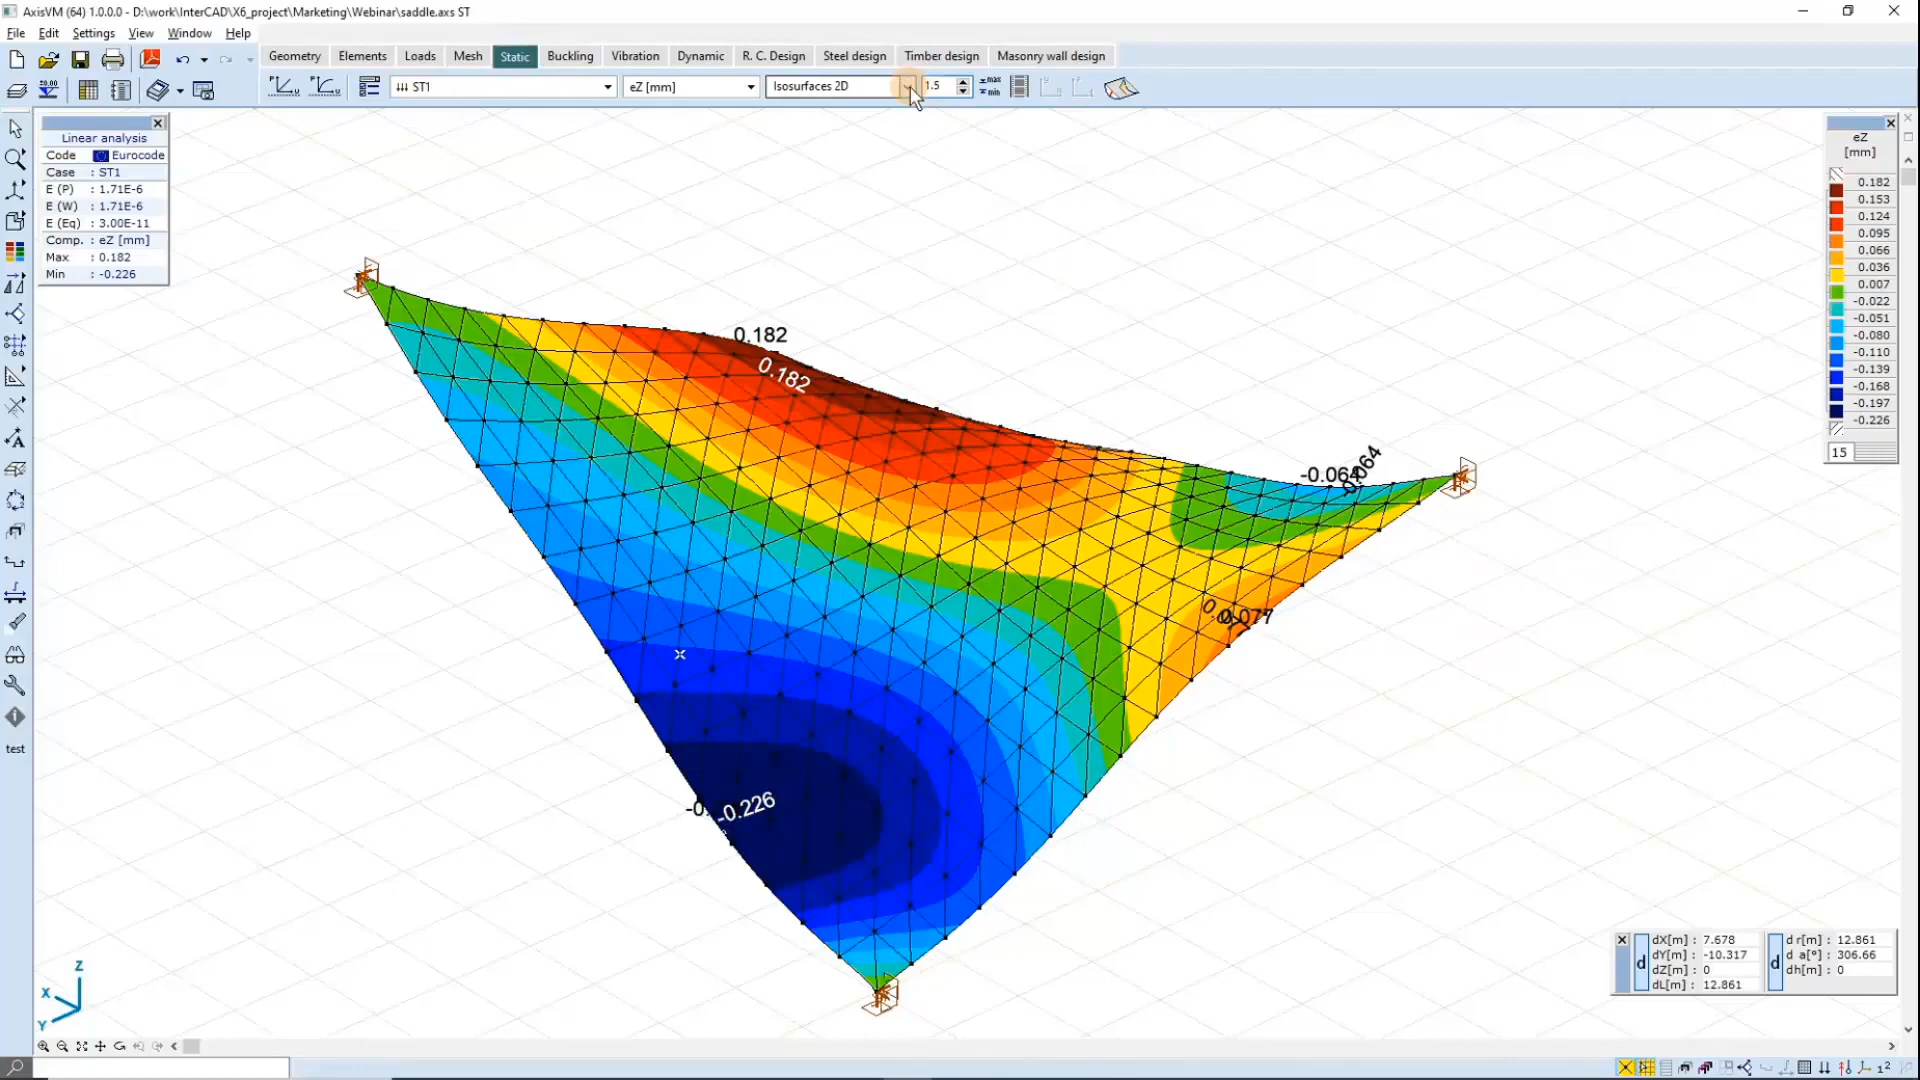 AxisVM (64) 1.0.0.0 - D:\work\InterCAD\X6_project\Marketing\Webinar\saddle.axs ST
File Edit Settings View Window Help
Geometry Elements Loads Mesh Static Buckling Vibration Dynamic R. C. Design Steel design Timber design Masonry wall design
ST1 eZ [mm] Isosurfaces 2D 1.5
max
min
Linear analysis
Code Eurocode
Case : ST1
E (P) : 1.71E-6
E (W) : 1.71E-6
E (Eq) : 3.00E-11
Comp. : eZ [mm]
Max : 0.182
Min : -0.226
eZ
[mm]
0.182
0.153
0.124
0.095
0.066
0.036
0.007
-0.022
-0.051
-0.080
-0.110
-0.139
-0.168
-0.197
-0.226
15
0.182
0.182
-0.064
0.077
-0.226
test
Z
X
Y
d
dX[m] : 7.678
dY[m] : -10.317
dZ[m] : 0
dL[m] : 12.861
d
d r[m] : 12.861
d a[°] : 306.66
dh[m] : 0